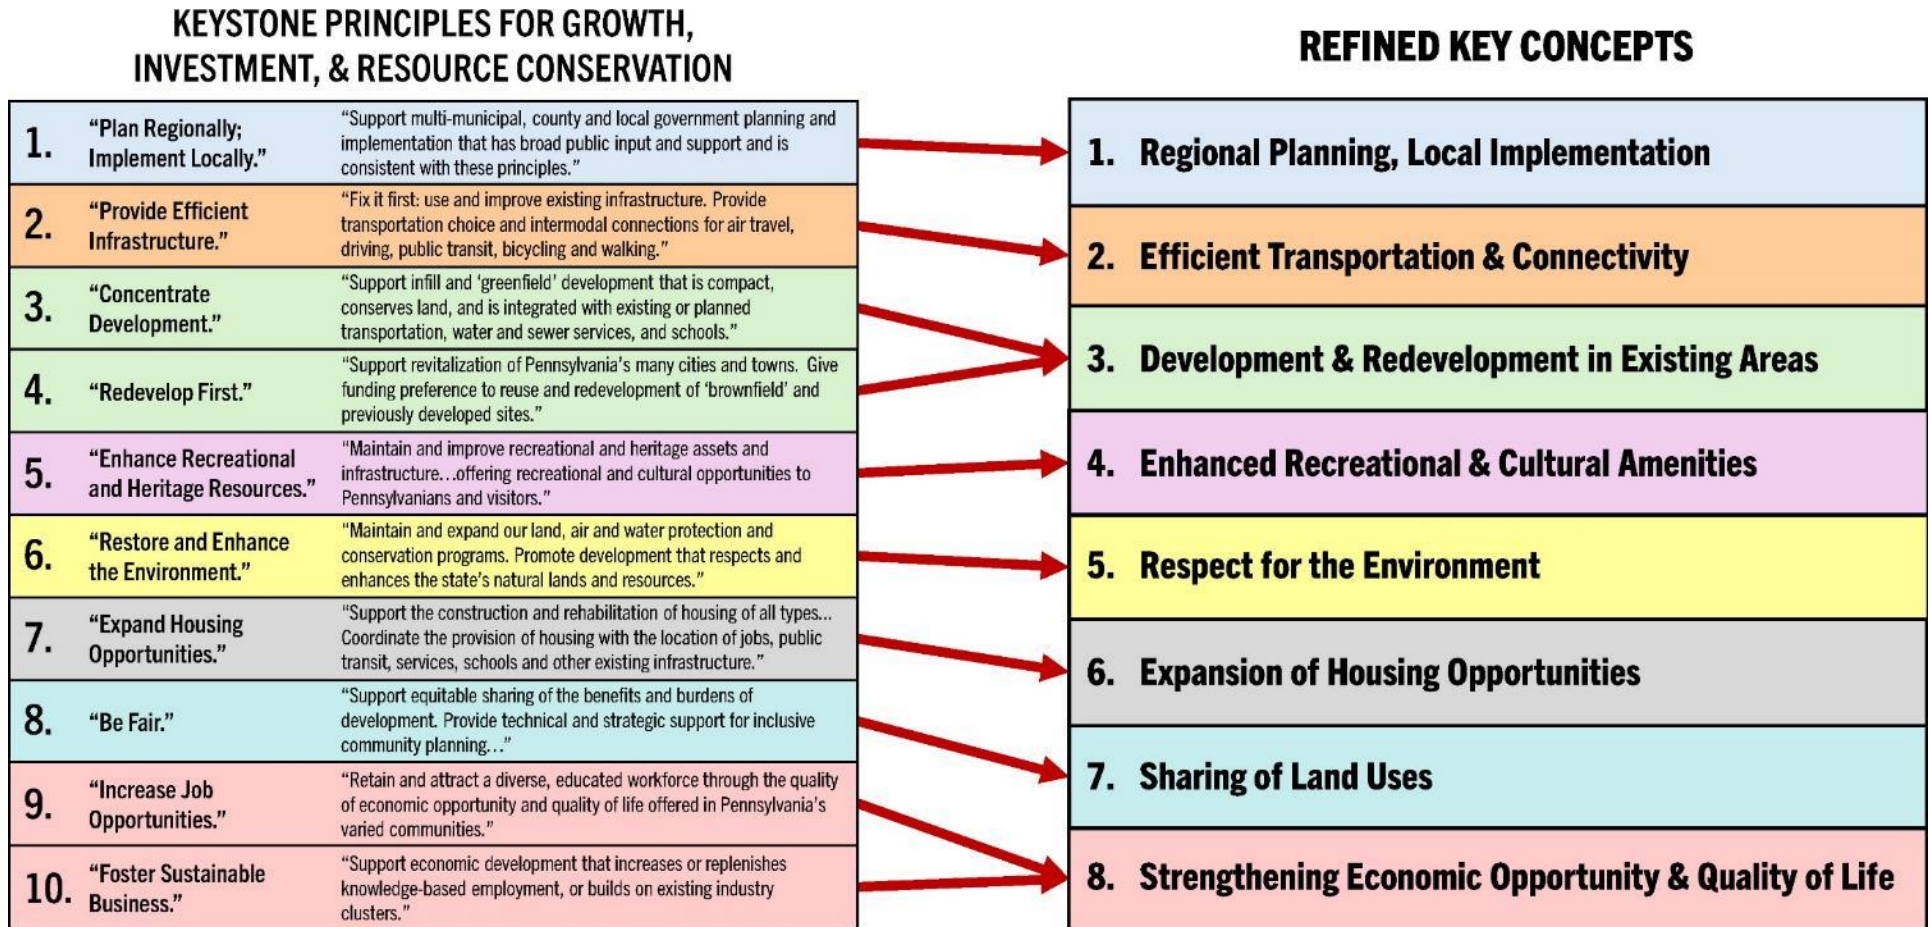 KEYSTONE PRINCIPLES FOR GROWTH,
INVESTMENT, & RESOURCE CONSERVATION
1.
“Plan Regionally;
Implement Locally.”
“Support multi-municipal, county and local government planning and
implementation that has broad public input and support and is
consistent with these principles.”
2.
“Provide Efficient
Infrastructure.”
“Fix it first: use and improve existing infrastructure. Provide
transportation choice and intermodal connections for air travel,
driving, public transit, bicycling and walking.”
3.
“Concentrate
Development.”
“Support infill and ‘greenfield’ development that is compact,
conserves land, and is integrated with existing or planned
transportation, water and sewer services, and schools.”
4.
“Redevelop First.”
“Support revitalization of Pennsylvania’s many cities and towns. Give
funding preference to reuse and redevelopment of ‘brownfield’ and
previously developed sites.”
5.
“Enhance Recreational
and Heritage Resources.”
“Maintain and improve recreational and heritage assets and
infrastructure…offering recreational and cultural opportunities to
Pennsylvanians and visitors.”
6.
“Restore and Enhance
the Environment.”
“Maintain and expand our land, air and water protection and
conservation programs. Promote development that respects and
enhances the state’s natural lands and resources.”
7.
“Expand Housing
Opportunities.”
“Support the construction and rehabilitation of housing of all types…
Coordinate the provision of housing with the location of jobs, public
transit, services, schools and other existing infrastructure.”
8.
“Be Fair.”
“Support equitable sharing of the benefits and burdens of
development. Provide technical and strategic support for inclusive
community planning…”
9.
“Increase Job
Opportunities.”
“Retain and attract a diverse, educated workforce through the quality
of economic opportunity and quality of life offered in Pennsylvania’s
varied communities.”
10.
“Foster Sustainable
Business.”
“Support economic development that increases or replenishes
knowledge-based employment, or builds on existing industry
clusters.”
REFINED KEY CONCEPTS
1. Regional Planning, Local Implementation
2. Efficient Transportation & Connectivity
3. Development & Redevelopment in Existing Areas
4. Enhanced Recreational & Cultural Amenities
5. Respect for the Environment
6. Expansion of Housing Opportunities
7. Sharing of Land Uses
8. Strengthening Economic Opportunity & Quality of Life